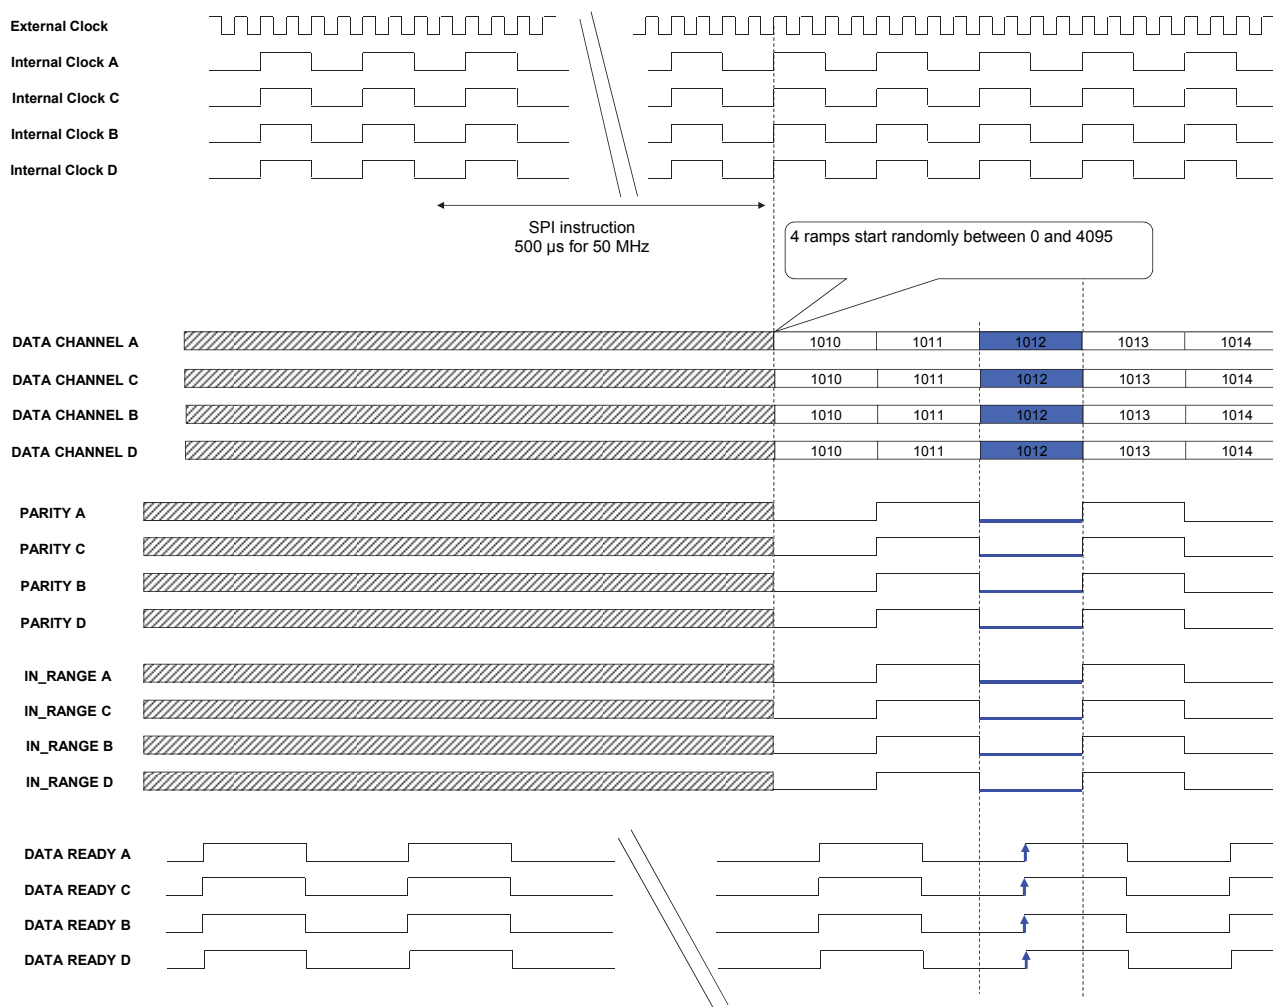 External Clock
Internal Clock A
Internal Clock C
Internal Clock B
Internal Clock D
SPI instruction
500 µs for 50 MHz
4 ramps start randomly between 0 and 4095
DATA CHANNEL A 1010 1011 1012 1013 1014
DATA CHANNEL C 1010 1011 1012 1013 1014
DATA CHANNEL B 1010 1011 1012 1013 1014
DATA CHANNEL D 1010 1011 1012 1013 1014
PARITY A
PARITY C
PARITY B
PARITY D
IN_RANGE A
IN_RANGE C
IN_RANGE B
IN_RANGE D
DATA READY A
DATA READY C
DATA READY B
DATA READY D